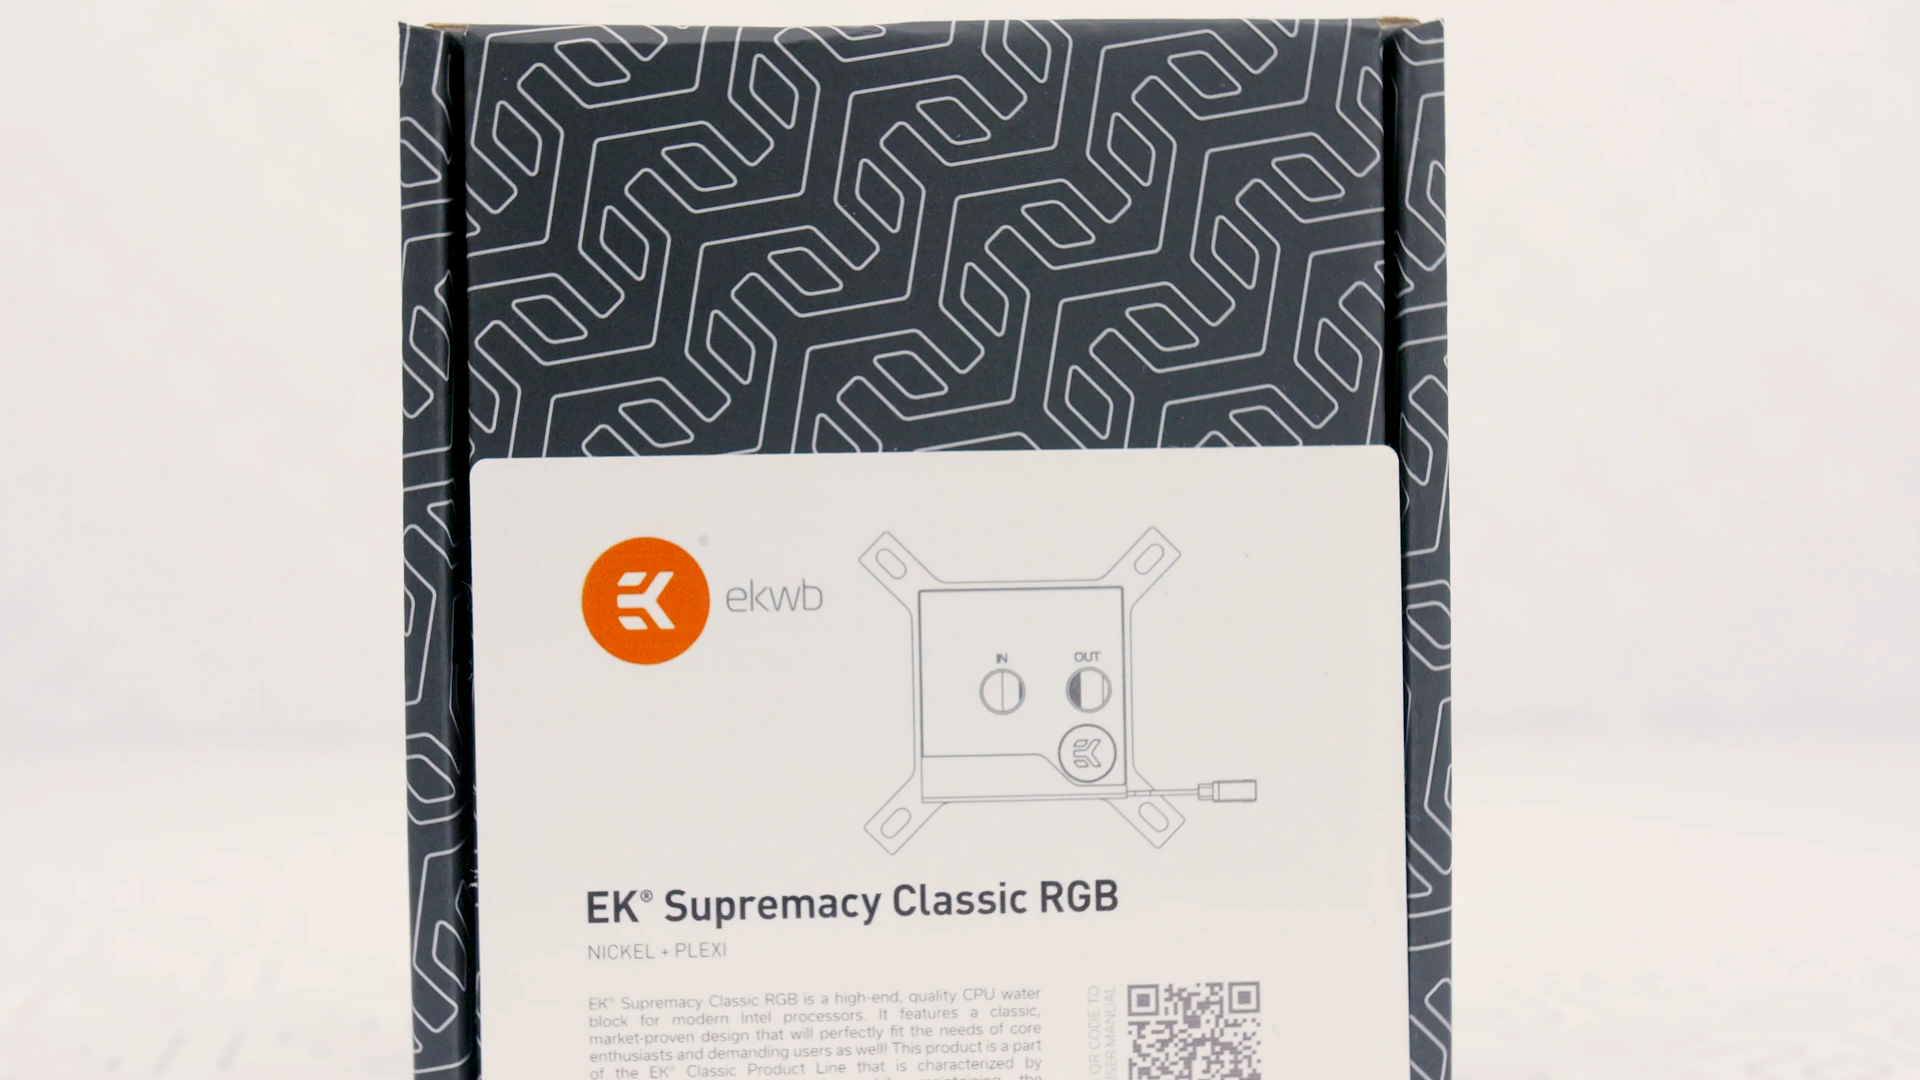 ekwb
IN OUT
EK® Supremacy Classic RGB
NICKEL + PLEXI
EK® Supremacy Classic RGB is a high-end, quality CPU water
block for modern Intel processors. It features a classic,
market-proven design that will perfectly fit the needs of core
enthusiasts and demanding users as well! This product is a part
of the EK® Classic Product Line that is characterized by
maintaining the
QR CODE TO
USER MANUAL